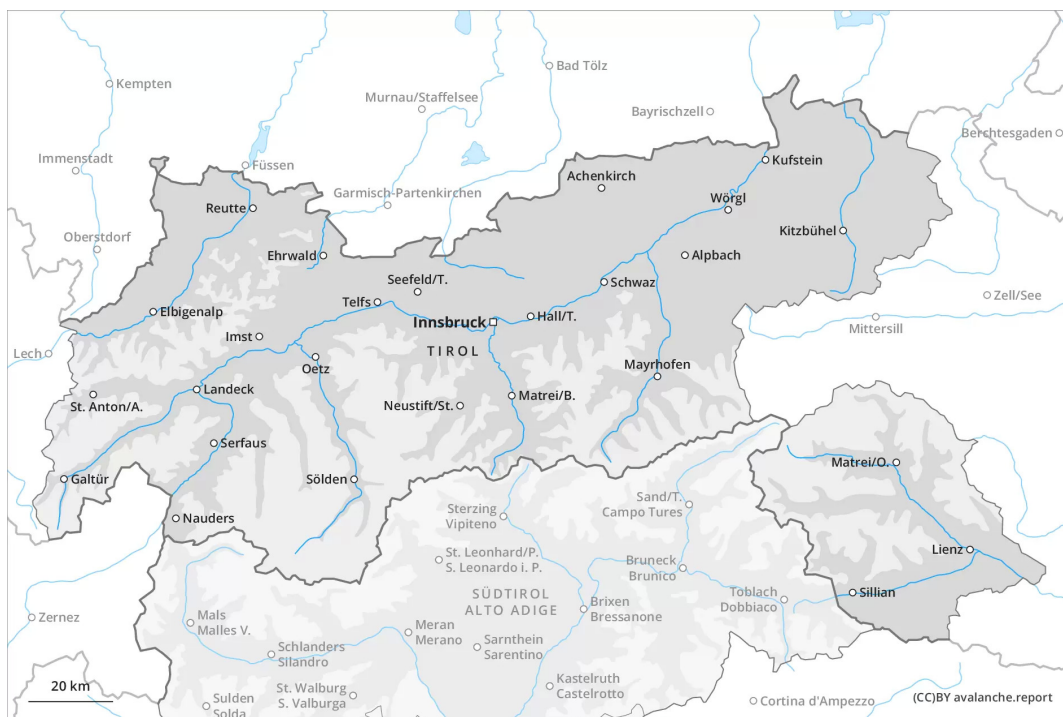 Kempten
Bad Tölz
Murnau/Staffelsee
Bayrischzell
Berchtesgaden
Immenstadt
Füssen
Kufstein
Achenkirch
Garmisch-Partenkirchen
Reutte
Wörgl
Oberstdorf
Kitzbühel
Ehrwald
Alpbach
Seefeld/T.
Schwaz
Zell/See
Telfs
Elbigenalp
Hall/T.
Innsbruck
Mittersill
Imst
TIROL
Lech
Oetz
Mayrhofen
Landeck
St. Anton/A.
Matrei/B.
Neustift/St.
Serfaus
Matrei/O.
Galtür
Sölden
Sand/T.
Campo Tures
Sterzing
Vipiteno
Nauders
Lienz
St. Leonhard/P.
S. Leonardo i. P.
Bruneck
Brunico
SÜDTIROL
ALTO ADIGE
Sillian
Toblach
Dobbiaco
Brixen
Bressanone
Zernez
Mals
Malles V.
Meran
Merano
Sarnthein
Sarentino
Schlanders
Silandro
Kastelruth
Castelrotto
20 km
St. Walburg
S. Valburga
Sulden
Solda
Cortina d'Ampezzo
(CC)BY avalanche.report